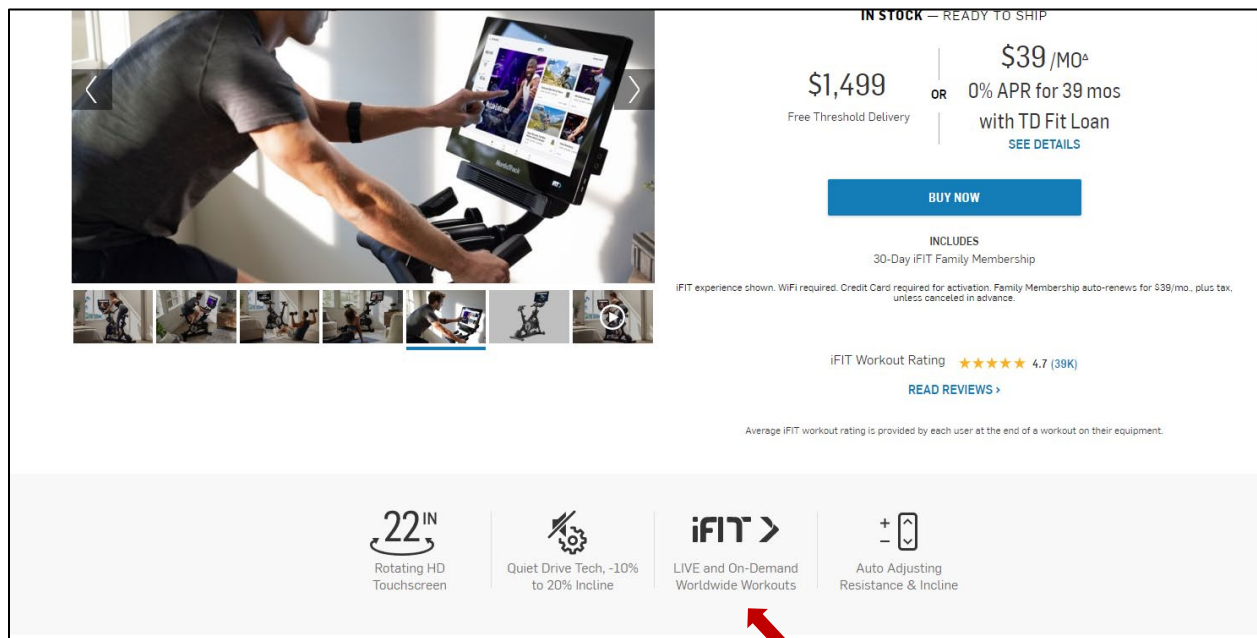 IN STOCK — READY TO SHIP
$1,499
Free Threshold Delivery
OR
$39 /MO∆
0% APR for 39 mos
with TD Fit Loan
SEE DETAILS
BUY NOW
INCLUDES
30-Day iFIT Family Membership
iFIT experience shown. WiFi required. Credit Card required for activation. Family Membership auto-renews for $39/mo., plus tax,
unless canceled in advance.
iFIT Workout Rating
4.7 (39K)
READ REVIEWS >
Average iFIT workout rating is provided by each user at the end of a workout on their equipment.
NordicTrack
22 IN
Rotating HD
Touchscreen
Quiet Drive Tech, -10%
to 20% Incline
iFIT
LIVE and On-Demand
Worldwide Workouts
Auto Adjusting
Resistance & Incline